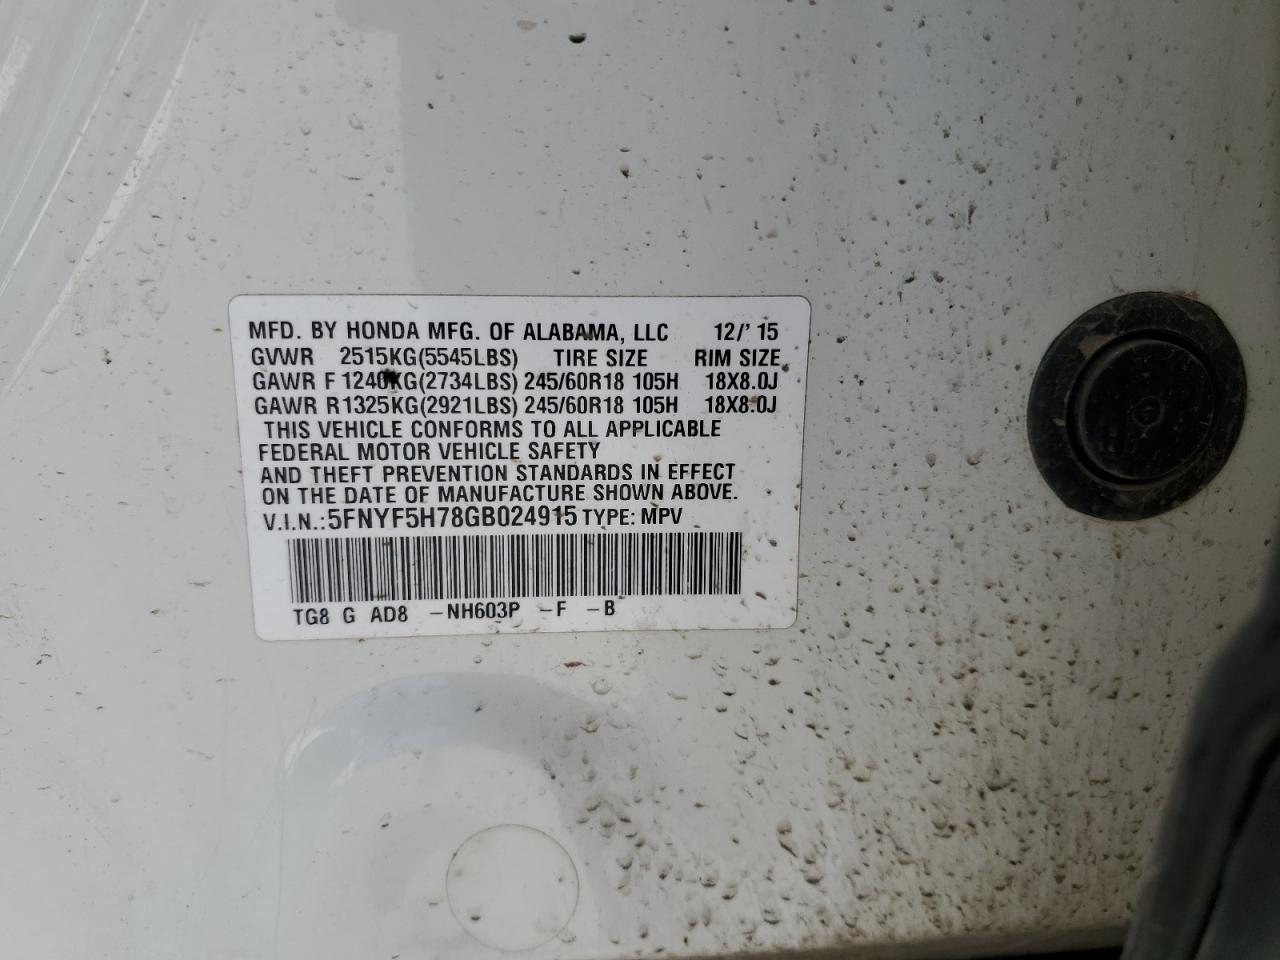 MFD. BY HONDA MFG. OF ALABAMA, LLC 12/' 15
GVWR 2515KG(5545LBS) TIRE SIZE RIM SIZE
GAWR F 1240KG(2734LBS) 245/60R18 105H 18X8.0J
GAWR R 1325KG(2921LBS) 245/60R18 105H 18X8.0J
THIS VEHICLE CONFORMS TO ALL APPLICABLE
FEDERAL MOTOR VEHICLE SAFETY
AND THEFT PREVENTION STANDARDS IN EFFECT
ON THE DATE OF MANUFACTURE SHOWN ABOVE.
V.I.N.:5FNYF5H78GB024915 TYPE: MPV
TG8 G AD8 -NH603P -F -B